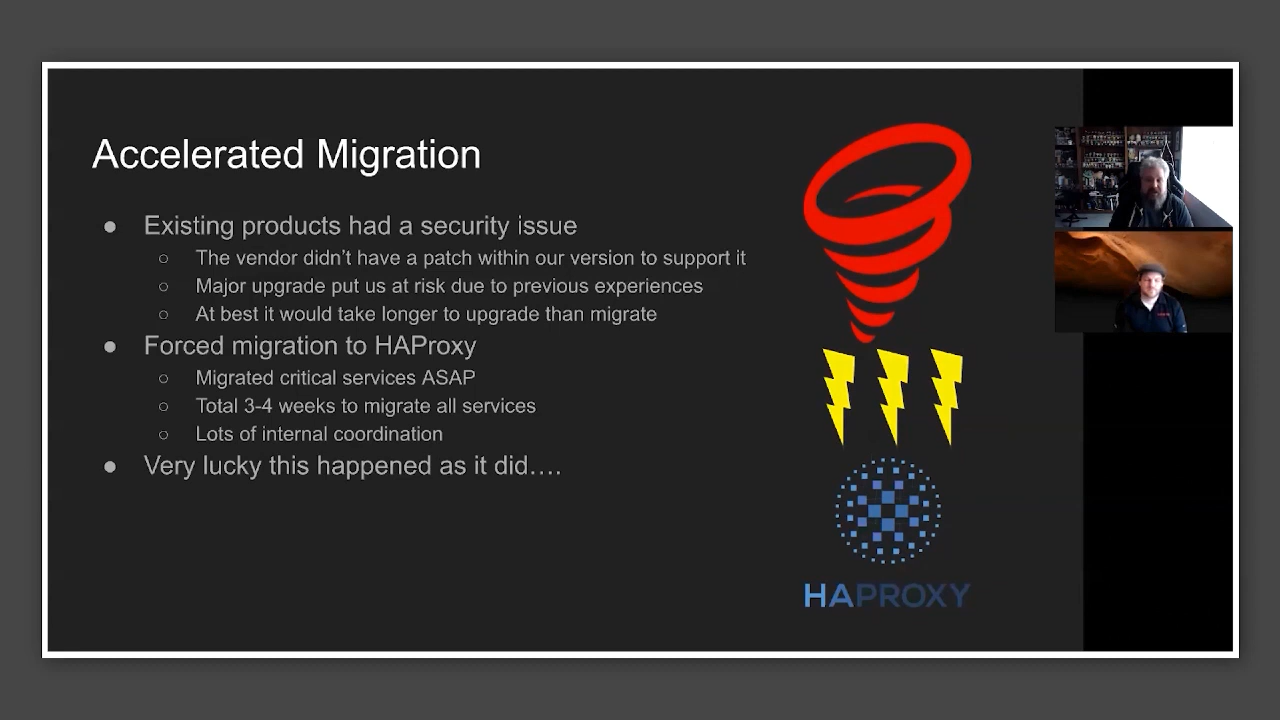 Accelerated Migration
● Existing products had a security issue
○ The vendor didn’t have a patch within our version to support it
○ Major upgrade put us at risk due to previous experiences
○ At best it would take longer to upgrade than migrate
● Forced migration to HAProxy
○ Migrated critical services ASAP
○ Total 3-4 weeks to migrate all services
○ Lots of internal coordination
● Very lucky this happened as it did….
HAPROXY